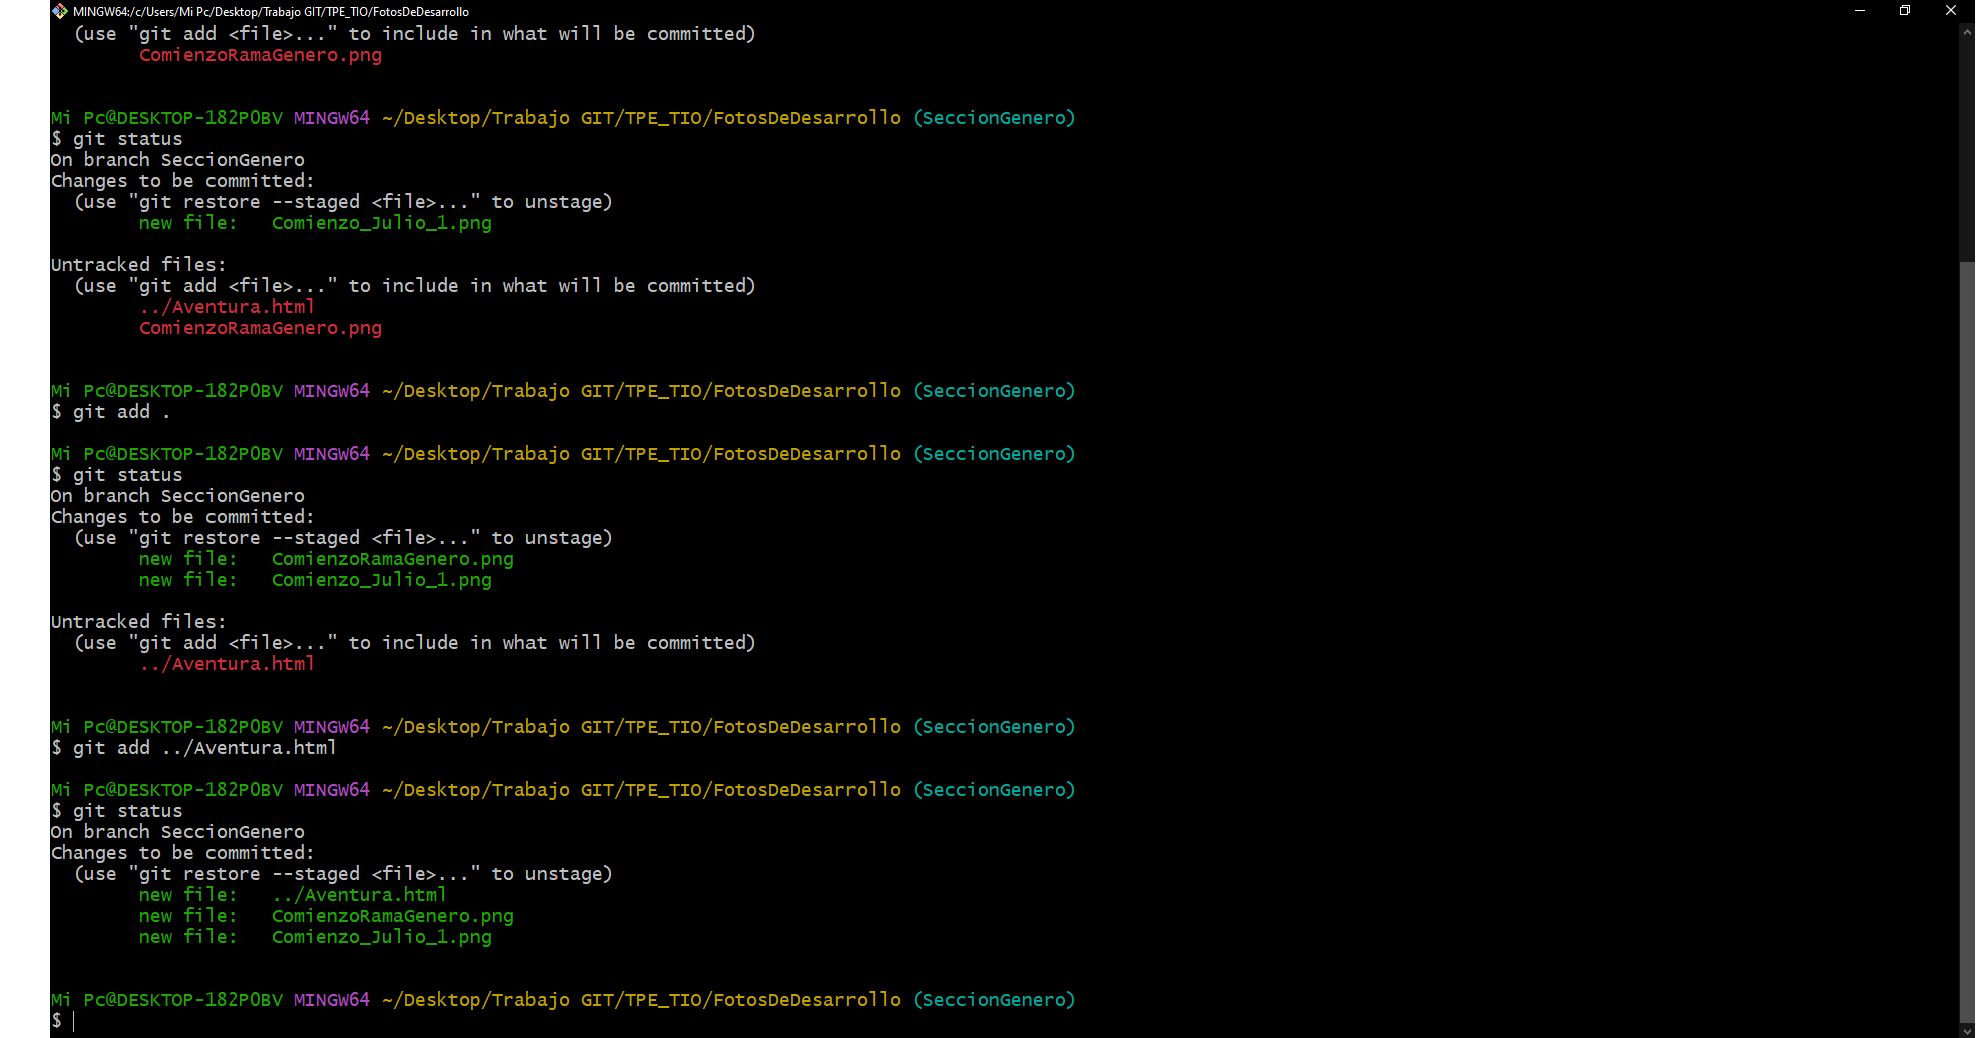 MINGW64:/c/Users/Mi Pc/Desktop/Trabajo GIT/TPE_TIO/FotosDeDesarrollo
  (use "git add <file>..." to include in what will be committed)
        ComienzoRamaGenero.png
Mi Pc@DESKTOP-182P0BV MINGW64 ~/Desktop/Trabajo GIT/TPE_TIO/FotosDeDesarrollo (SeccionGenero)
$ git status
On branch SeccionGenero
Changes to be committed:
  (use "git restore --staged <file>..." to unstage)
        new file:   Comienzo_Julio_1.png
Untracked files:
  (use "git add <file>..." to include in what will be committed)
        ../Aventura.html
        ComienzoRamaGenero.png
Mi Pc@DESKTOP-182P0BV MINGW64 ~/Desktop/Trabajo GIT/TPE_TIO/FotosDeDesarrollo (SeccionGenero)
$ git add .
Mi Pc@DESKTOP-182P0BV MINGW64 ~/Desktop/Trabajo GIT/TPE_TIO/FotosDeDesarrollo (SeccionGenero)
$ git status
On branch SeccionGenero
Changes to be committed:
  (use "git restore --staged <file>..." to unstage)
        new file:   ComienzoRamaGenero.png
        new file:   Comienzo_Julio_1.png
Untracked files:
  (use "git add <file>..." to include in what will be committed)
        ../Aventura.html
Mi Pc@DESKTOP-182P0BV MINGW64 ~/Desktop/Trabajo GIT/TPE_TIO/FotosDeDesarrollo (SeccionGenero)
$ git add ../Aventura.html
Mi Pc@DESKTOP-182P0BV MINGW64 ~/Desktop/Trabajo GIT/TPE_TIO/FotosDeDesarrollo (SeccionGenero)
$ git status
On branch SeccionGenero
Changes to be committed:
  (use "git restore --staged <file>..." to unstage)
        new file:   ../Aventura.html
        new file:   ComienzoRamaGenero.png
        new file:   Comienzo_Julio_1.png
Mi Pc@DESKTOP-182P0BV MINGW64 ~/Desktop/Trabajo GIT/TPE_TIO/FotosDeDesarrollo (SeccionGenero)
$